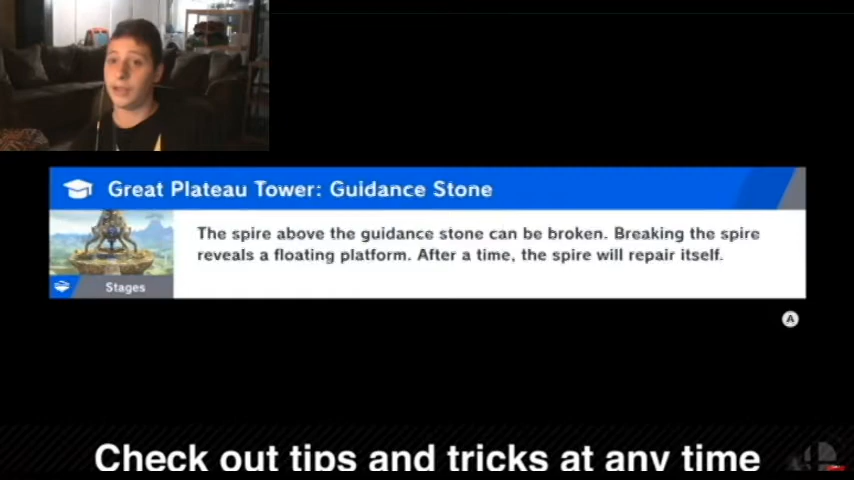 Great Plateau Tower: Guidance Stone
The spire above the guidance stone can be broken. Breaking the spire
reveals a floating platform. After a time, the spire will repair itself.
Stages
A
Check out tips and tricks at any time